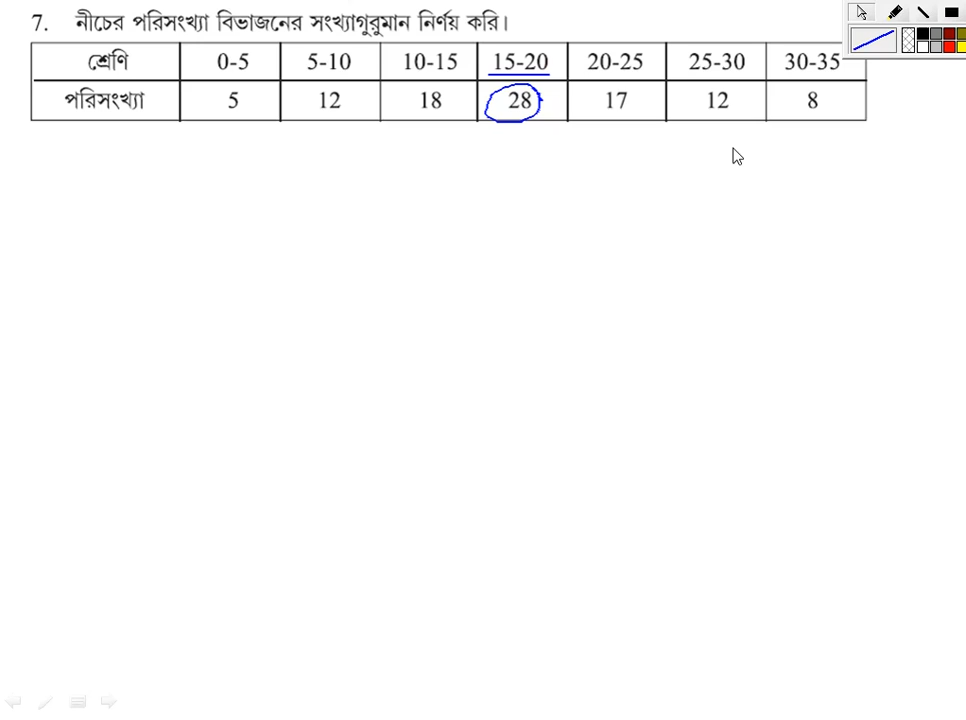 7. নীচের পরিসংখ্যা বিভাজনের সংখ্যাগুরুমান নির্ণয় করি।
শ্রেণি 0-5 5-10 10-15 15-20 20-25 25-30 30-35
পরিসংখ্যা 5 12 18 28 17 12 8